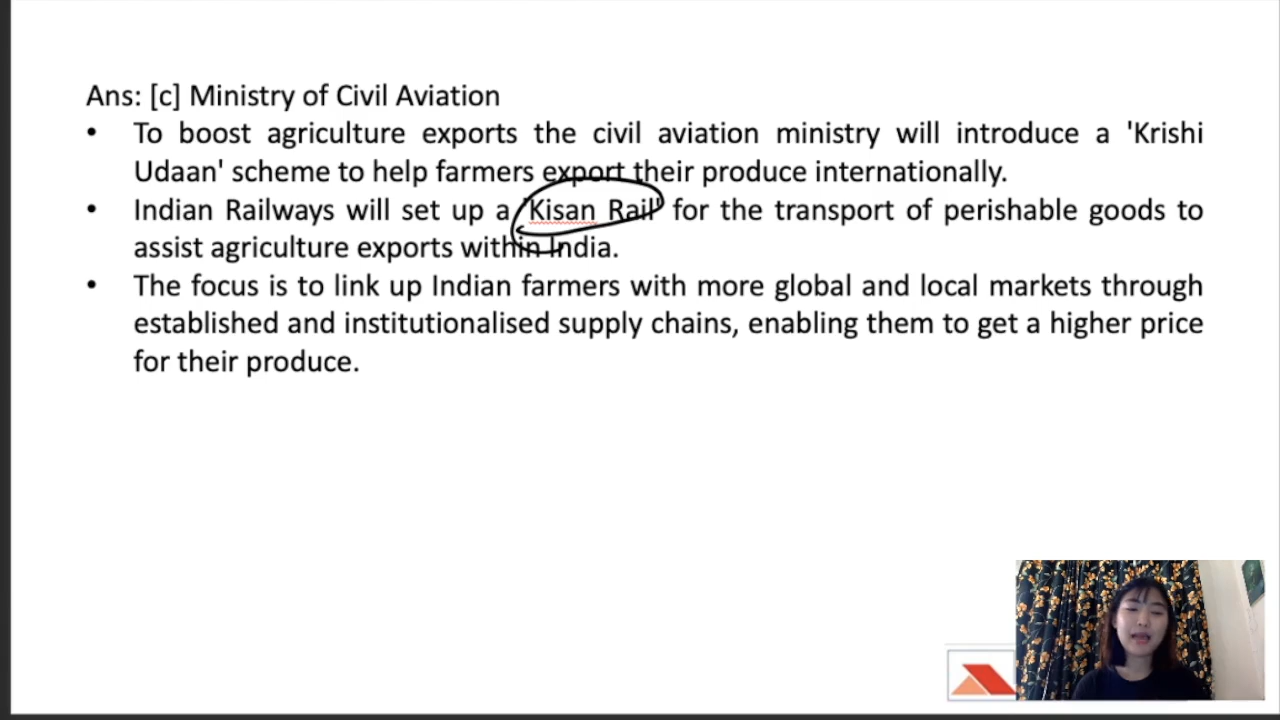 Ans: [c] Ministry of Civil Aviation
• To boost agriculture exports the civil aviation ministry will introduce a 'Krishi
Udaan' scheme to help farmers export their produce internationally.
• Indian Railways will set up a 'Kisan Rail' for the transport of perishable goods to
assist agriculture exports within India.
• The focus is to link up Indian farmers with more global and local markets through
established and institutionalised supply chains, enabling them to get a higher price
for their produce.